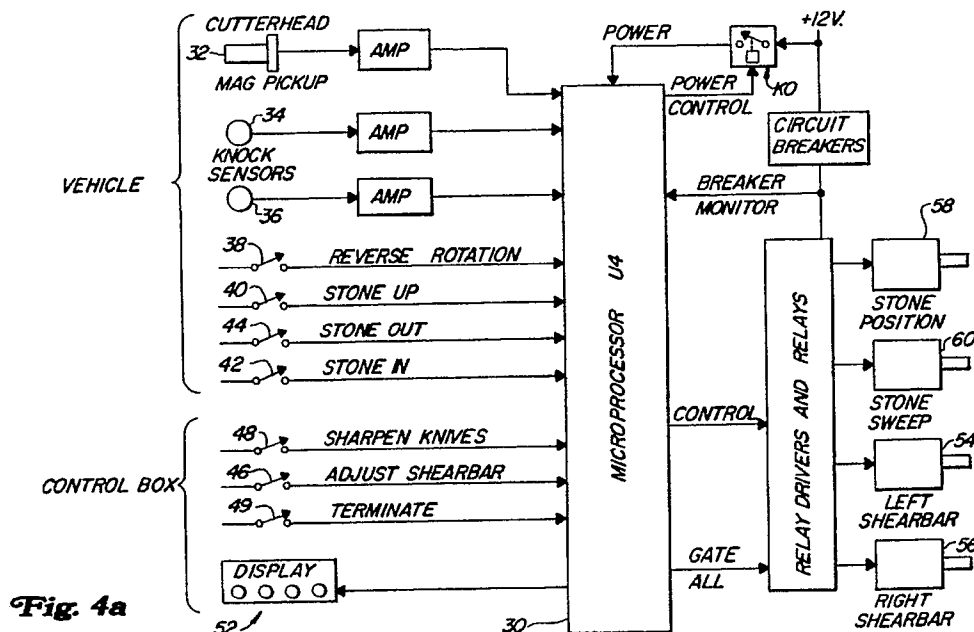 CUTTERHEAD
32
MAG PICKUP
AMP
34
KNOCK
SENSORS
AMP
36
AMP
VEHICLE
38
REVERSE ROTATION
40
STONE UP
44
STONE OUT
42
STONE IN
48
SHARPEN KNIVES
46
ADJUST SHEARBAR
CONTROL BOX
49
TERMINATE
DISPLAY
52
Fig. 4a
MICROPROCESSOR U4
30
+12V.
POWER
POWER
CONTROL
KO
CIRCUIT
BREAKERS
BREAKER
MONITOR
CONTROL
GATE
ALL
RELAY DRIVERS AND RELAYS
58
STONE
POSITION
60
STONE
SWEEP
54
LEFT
SHEARBAR
56
RIGHT
SHEARBAR